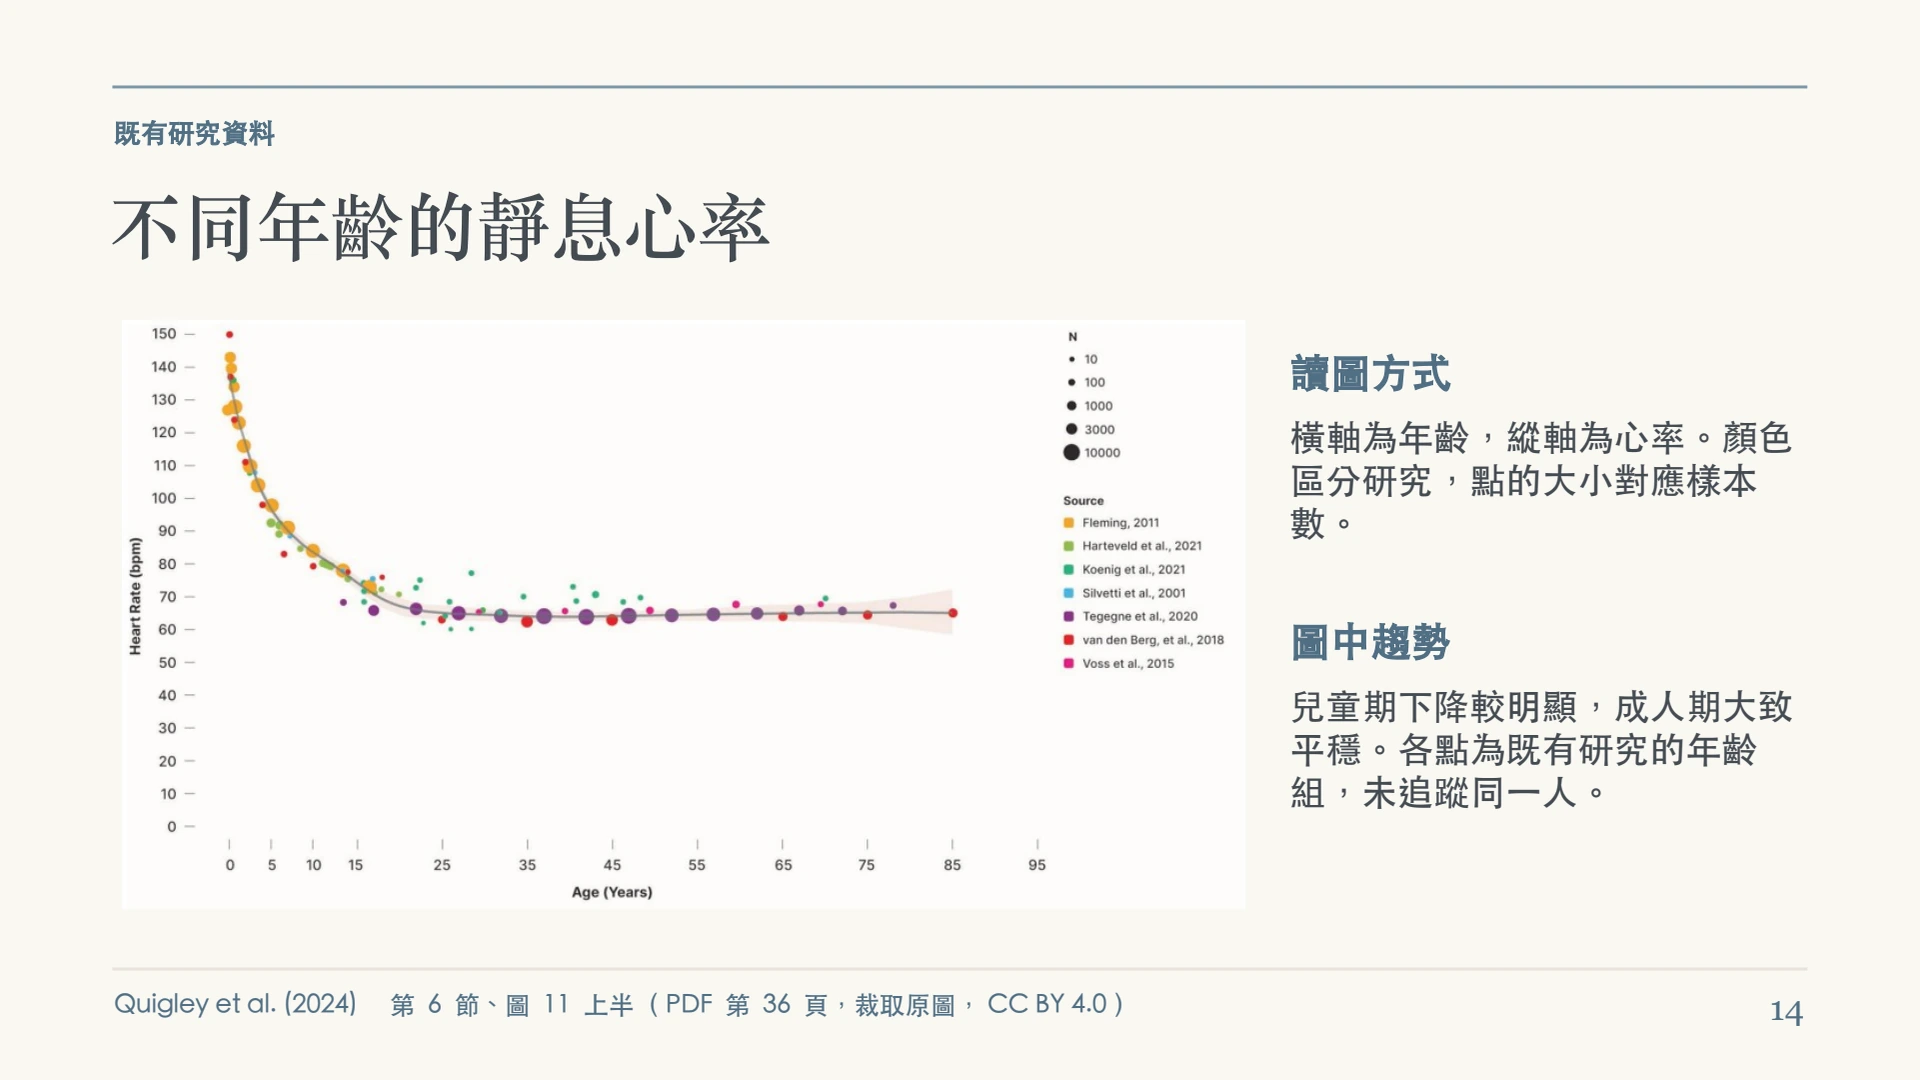 既有研究資料
不同年齡的靜息心率
150
140
130
120
110
100
90
80
70
60
50
40
30
20
10
0
Heart Rate (bpm)
0 5 10 15 25 35 45 55 65 75 85 95
Age (Years)
N
10
100
1000
3000
10000
Source
Fleming, 2011
Harteveld et al., 2021
Koenig et al., 2021
Silvetti et al., 2001
Tegegne et al., 2020
van den Berg, et al., 2018
Voss et al., 2015
讀圖方式
橫軸為年齡，縱軸為心率。顏色
區分研究，點的大小對應樣本
數。
圖中趨勢
兒童期下降較明顯，成人期大致
平穩。各點為既有研究的年齡
組，未追蹤同一人。
Quigley et al. (2024) 第 6 節、圖 11 上半（PDF 第 36 頁，裁取原圖，CC BY 4.0）
14